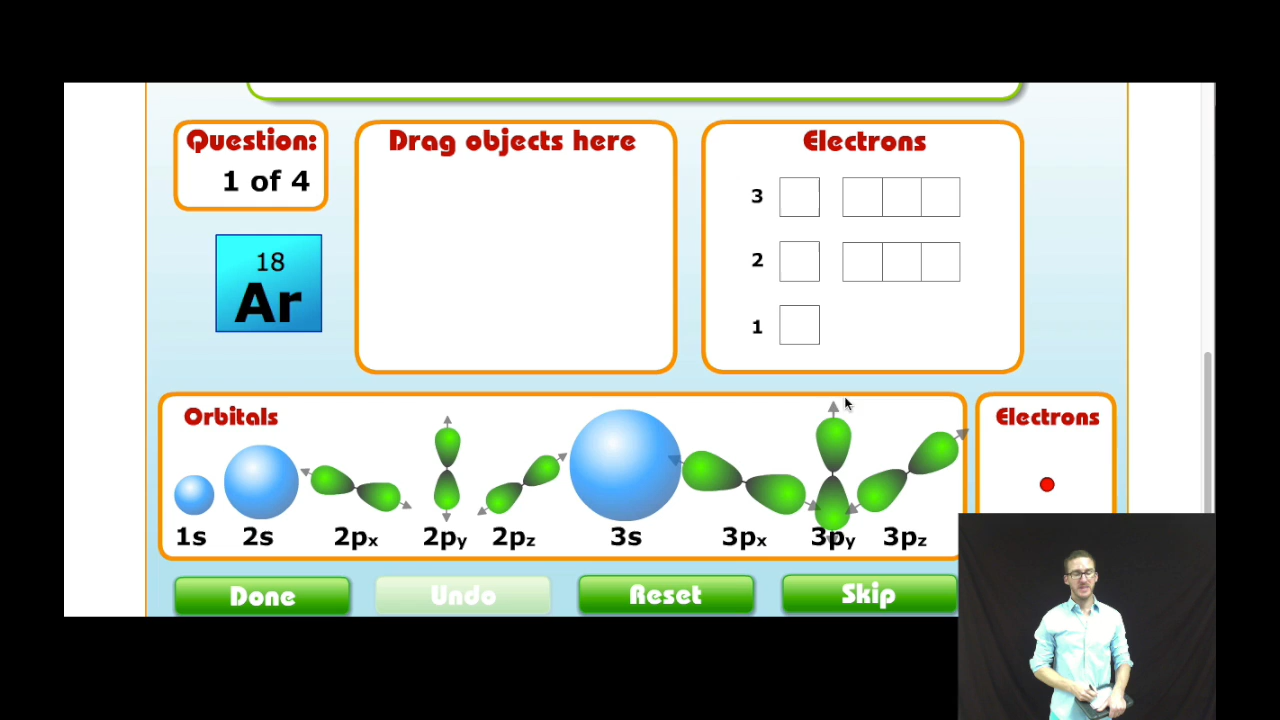 Question:
1 of 4
18
Ar
Drag objects here
Electrons
3
2
1
Orbitals
1s 2s 2px 2py 2pz 3s 3px 3py 3pz
Electrons
Done Undo Reset Skip